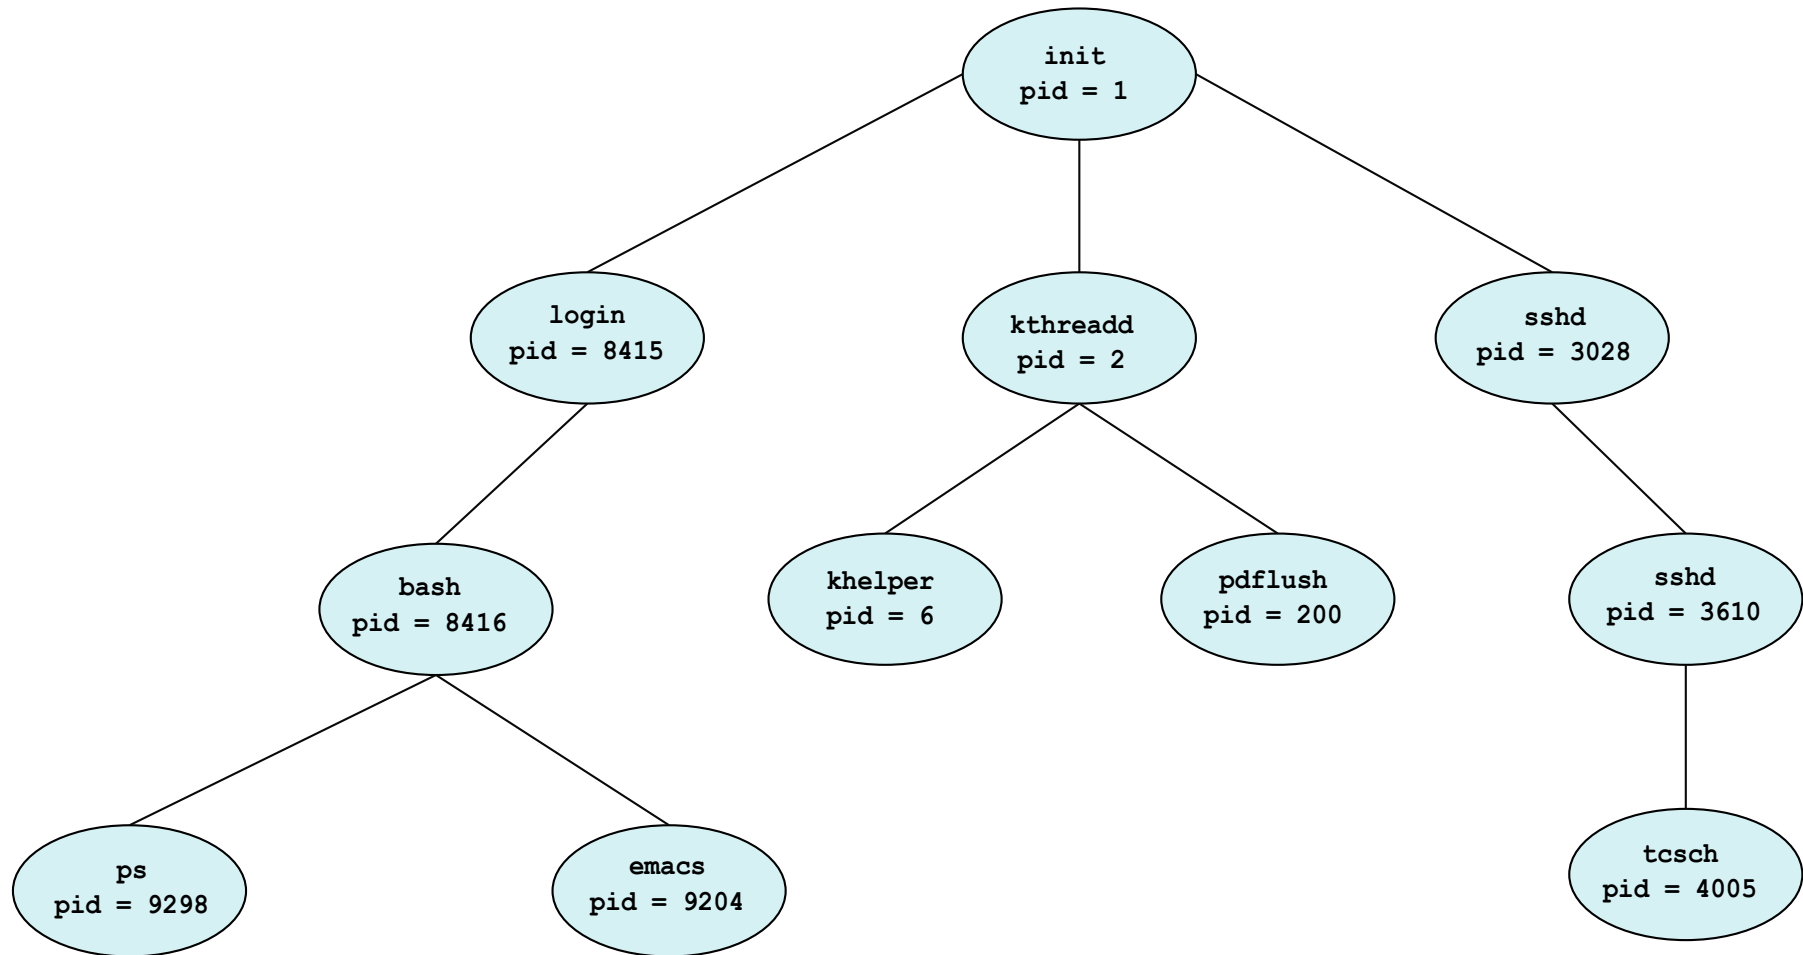 init
pid = 1
login
pid = 8415
kthreadd
pid = 2
sshd
pid = 3028
bash
pid = 8416
khelper
pid = 6
pdflush
pid = 200
sshd
pid = 3610
ps
pid = 9298
emacs
pid = 9204
tcsch
pid = 4005